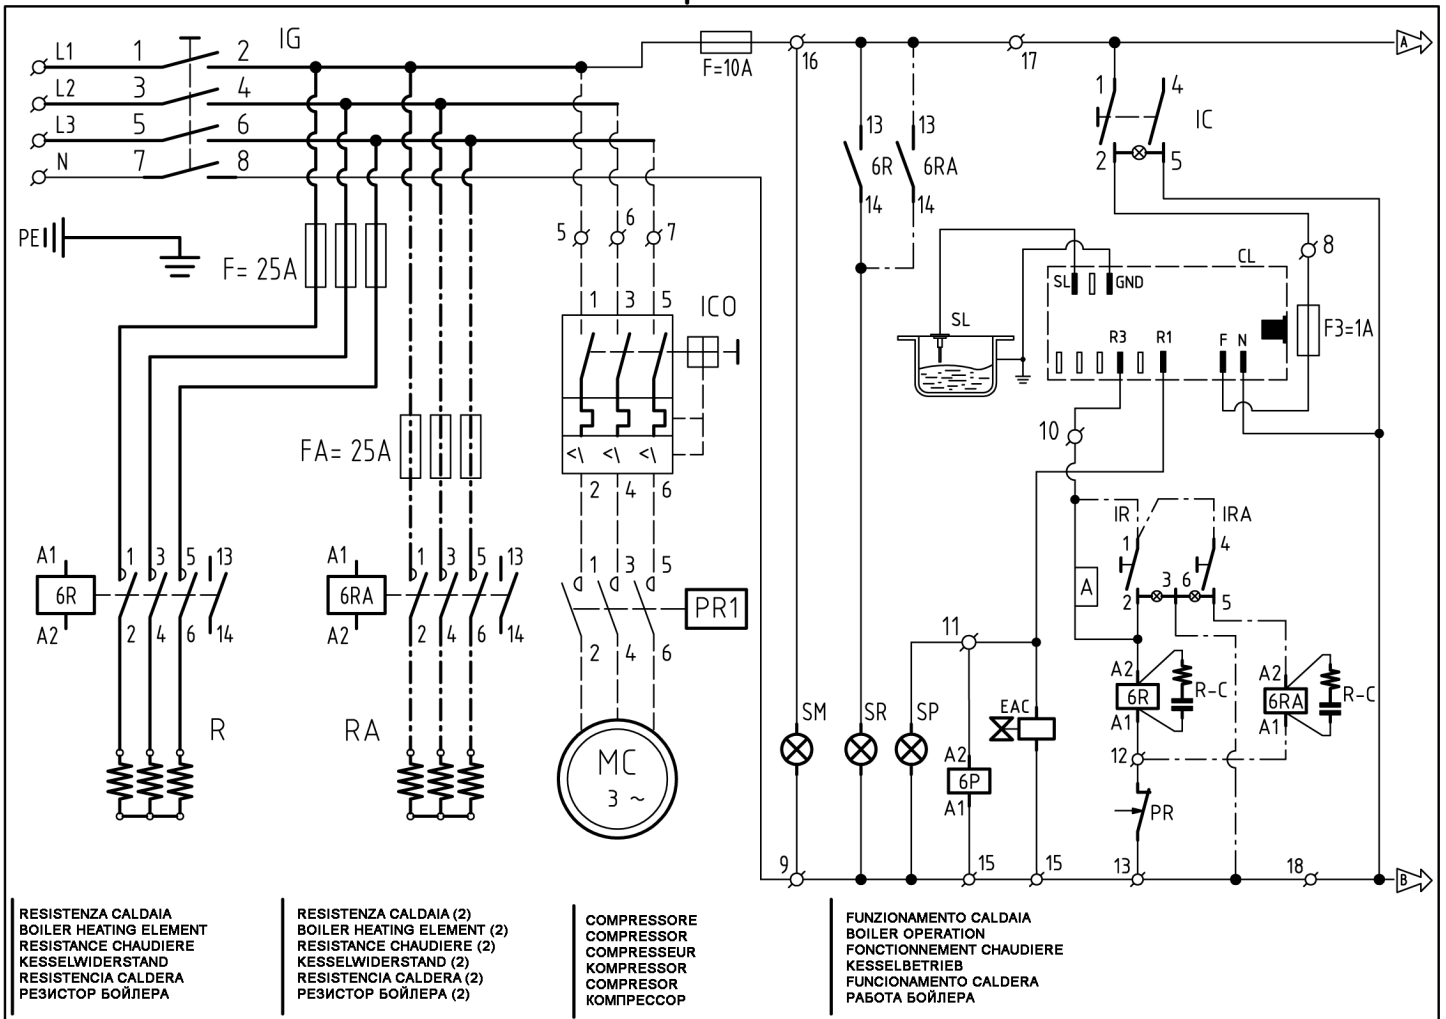 IG
L1 1 2
L2 3 4
L3 5 6
N 7 8
PE
F= 25A
FA= 25A
F=10A
16
17
A
13 13
6R 6RA
14 14
1 4
IC
2 5
5 6 7
1 3 5
ICO
<\ <\ <\
2 4 6
8
CL
SL GND
SL
R3 R1 F N
F3=1A
10
IR IRA
1 4
A
2 3 6 5
A1
6R
A2
1 3 5 13
2 4 6 14
A1
6RA
A2
1 3 5 13
2 4 6 14
1 3 5
PR1
2 4 6
11
A2
6R
A1
R-C
A2
6RA
A1
R-C
R
RA
MC
3 ~
SM SR SP
EAC
A2
6P
A1
12
PR
9 15 15 13 18
B
RESISTENZA CALDAIA
BOILER HEATING ELEMENT
RESISTANCE CHAUDIERE
KESSELWIDERSTAND
RESISTENCIA CALDERA
РЕЗИСТОР БОЙЛЕРА
RESISTENZA CALDAIA (2)
BOILER HEATING ELEMENT (2)
RESISTANCE CHAUDIERE (2)
KESSELWIDERSTAND (2)
RESISTENCIA CALDERA (2)
РЕЗИСТОР БОЙЛЕРА (2)
COMPRESSORE
COMPRESSOR
COMPRESSEUR
KOMPRESSOR
COMPRESOR
КОМПРЕССОР
FUNZIONAMENTO CALDAIA
BOILER OPERATION
FONCTIONNEMENT CHAUDIERE
KESSELBETRIEB
FUNCIONAMENTO CALDERA
РАБОТА БОЙЛЕРА